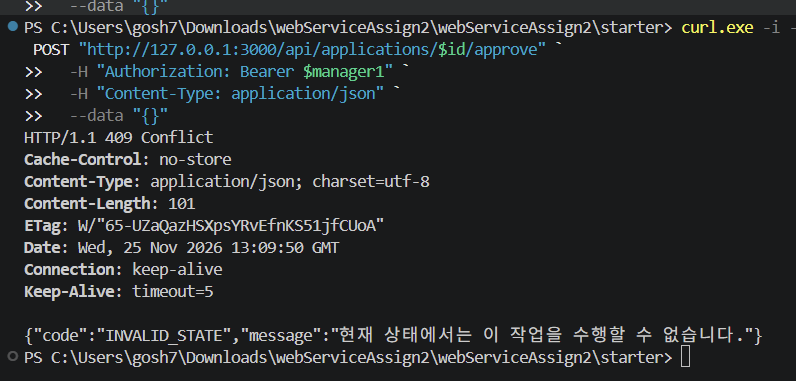 >>   --data "{}"
PS C:\Users\gosh7\Downloads\webServiceAssign2\webServiceAssign2\starter> curl.exe -i -
 POST "http://127.0.0.1:3000/api/applications/$id/approve" `
>>   -H "Authorization: Bearer $manager1" `
>>   -H "Content-Type: application/json" `
>>   --data "{}"
HTTP/1.1 409 Conflict
Cache-Control: no-store
Content-Type: application/json; charset=utf-8
Content-Length: 101
ETag: W/"65-UZaQazHSXpsYRvEfnKS51jfCUoA"
Date: Wed, 25 Nov 2026 13:09:50 GMT
Connection: keep-alive
Keep-Alive: timeout=5

{"code":"INVALID_STATE","message":"현재 상태에서는 이 작업을 수행할 수 없습니다."}
PS C:\Users\gosh7\Downloads\webServiceAssign2\webServiceAssign2\starter>